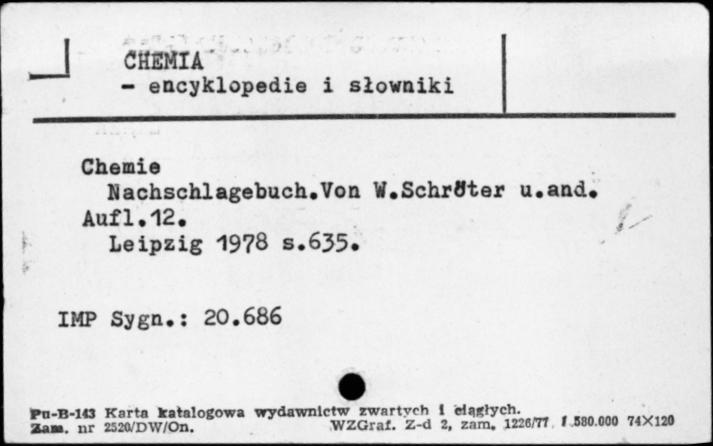 CHEMIA
- encyklopedie i słowniki
Chemie
Nachschlagebuch.Von W.Schröter u.and.
Aufl.12.
Leipzig 1978 s.635.
IMP Sygn.: 20.686
Pu-B-143 Karta katalogowa wydawnictw zwartych i ciągłych.
Zam. nr 2520/DW/On. WZGraf. Z-d 2, zam. 1226/77 1.580.000 74X120